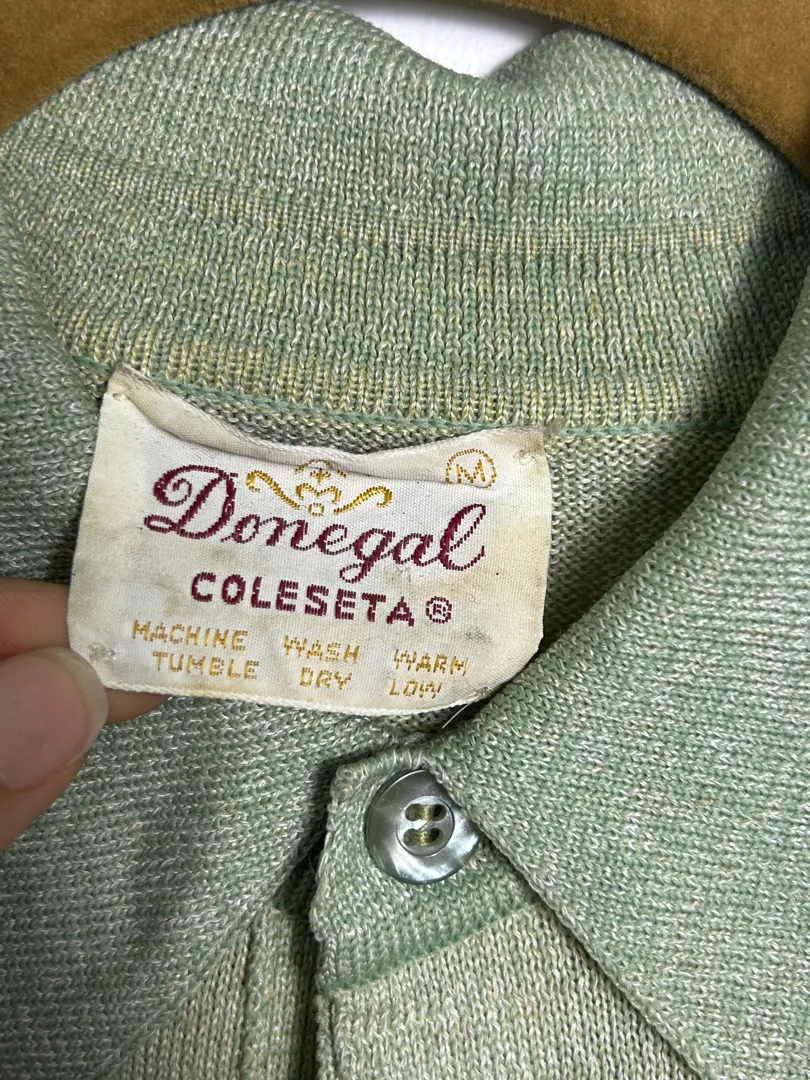 M
Donegal
COLESETA ®
MACHINE WASH WARM
TUMBLE DRY LOW